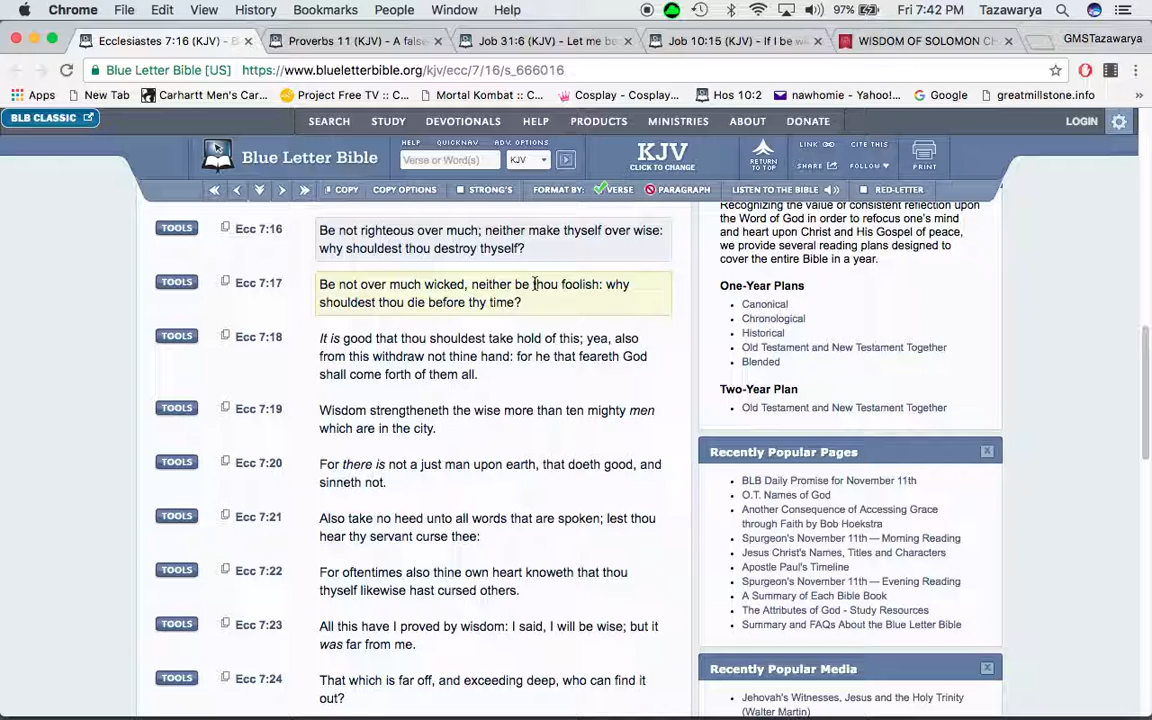 Chrome File Edit View History Bookmarks People Window Help 97% Fri 7:42 PM Tazawarya
Ecclesiastes 7:16 (KJV) - B Proverbs 11 (KJV) - A false Job 31:6 (KJV) - Let me be Job 10:15 (KJV) - If I be wi WISDOM OF SOLOMON CH GMSTazawarya
Blue Letter Bible [US] https://www.blueletterbible.org/kjv/ecc/7/16/s_666016
Apps New Tab Carhartt Men's Car... Project Free TV :: C... Mortal Kombat :: C... Cosplay - Cosplay... Hos 10:2 nawhomie - Yahoo!... Google greatmillstone.info »
BLB CLASSIC
SEARCH STUDY DEVOTIONALS HELP PRODUCTS MINISTRIES ABOUT DONATE LOGIN
HELP QUICKNAV ADV. OPTIONS
Blue Letter Bible Verse or Word(s) KJV
KJV
CLICK TO CHANGE
RETURN
TO TOP
LINK CITE THIS
SHARE FOLLOW
PRINT
COPY COPY OPTIONS STRONG'S FORMAT BY: VERSE PARAGRAPH LISTEN TO THE BIBLE RED-LETTER
TOOLS Ecc 7:16 Be not righteous over much; neither make thyself over wise:
why shouldest thou destroy thyself?
TOOLS Ecc 7:17 Be not over much wicked, neither be thou foolish: why
shouldest thou die before thy time?
TOOLS Ecc 7:18 It is good that thou shouldest take hold of this; yea, also
from this withdraw not thine hand: for he that feareth God
shall come forth of them all.
TOOLS Ecc 7:19 Wisdom strengtheneth the wise more than ten mighty men
which are in the city.
TOOLS Ecc 7:20 For there is not a just man upon earth, that doeth good, and
sinneth not.
TOOLS Ecc 7:21 Also take no heed unto all words that are spoken; lest thou
hear thy servant curse thee:
TOOLS Ecc 7:22 For oftentimes also thine own heart knoweth that thou
thyself likewise hast cursed others.
TOOLS Ecc 7:23 All this have I proved by wisdom: I said, I will be wise; but it
was far from me.
TOOLS Ecc 7:24 That which is far off, and exceeding deep, who can find it
out?
Recognizing the value of consistent reflection upon
the Word of God in order to refocus one's mind
and heart upon Christ and His Gospel of peace,
we provide several reading plans designed to
cover the entire Bible in a year.
One-Year Plans
Canonical
Chronological
Historical
Old Testament and New Testament Together
Blended
Two-Year Plan
Old Testament and New Testament Together
Recently Popular Pages
BLB Daily Promise for November 11th
O.T. Names of God
Another Consequence of Accessing Grace
through Faith by Bob Hoekstra
Spurgeon's November 11th — Morning Reading
Jesus Christ's Names, Titles and Characters
Apostle Paul's Timeline
Spurgeon's November 11th — Evening Reading
A Summary of Each Bible Book
The Attributes of God - Study Resources
Summary and FAQs About the Blue Letter Bible
Recently Popular Media
Jehovah's Witnesses, Jesus and the Holy Trinity
(Walter Martin)